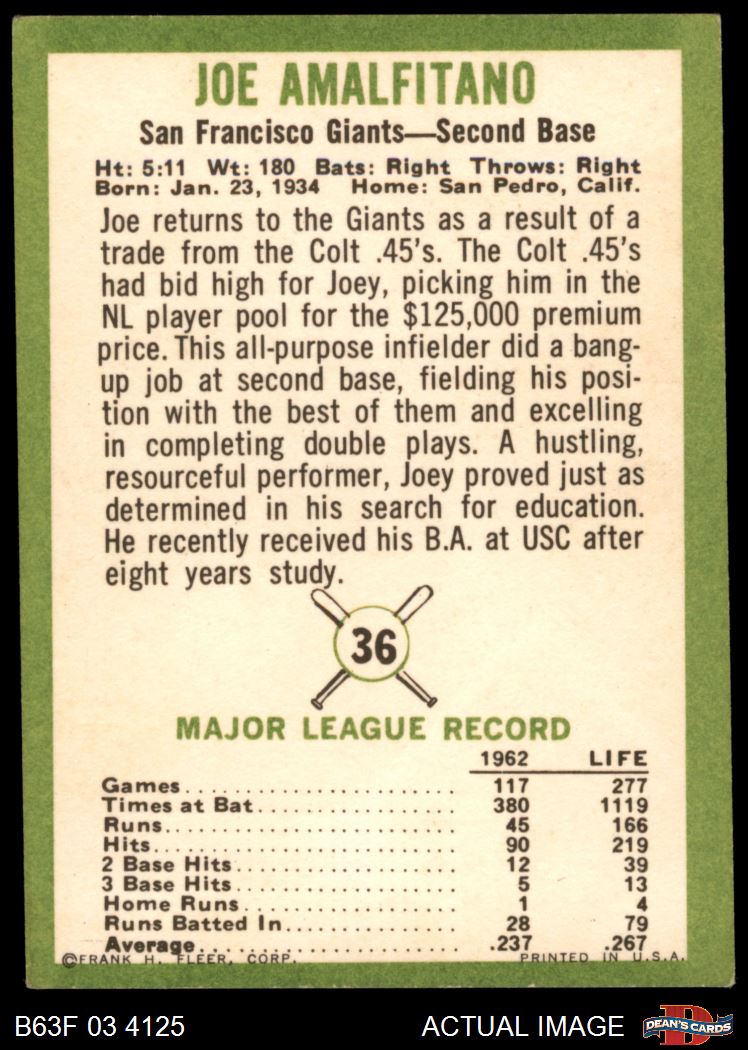 JOE AMALFITANO
San Francisco Giants—Second Base
Ht: 5:11 Wt: 180 Bats: Right Throws: Right
Born: Jan. 23, 1934 Home: San Pedro, Calif.
Joe returns to the Giants as a result of a
trade from the Colt .45's. The Colt .45's
had bid high for Joey, picking him in the
NL player pool for the $125,000 premium
price. This all-purpose infielder did a bang-
up job at second base, fielding his posi-
tion with the best of them and excelling
in completing double plays. A hustling,
resourceful performer, Joey proved just as
determined in his search for education.
He recently received his B.A. at USC after
eight years study.
36
MAJOR LEAGUE RECORD
1962 LIFE
Games 117 277
Times at Bat 380 1119
Runs 45 166
Hits 90 219
2 Base Hits 12 39
3 Base Hits 5 13
Home Runs 1 4
Runs Batted In 28 79
Average .237 .267
©FRANK H. FLEER, CORP. PRINTED IN U.S.A.
B63F 03 4125 ACTUAL IMAGE D DEAN'S CARDS